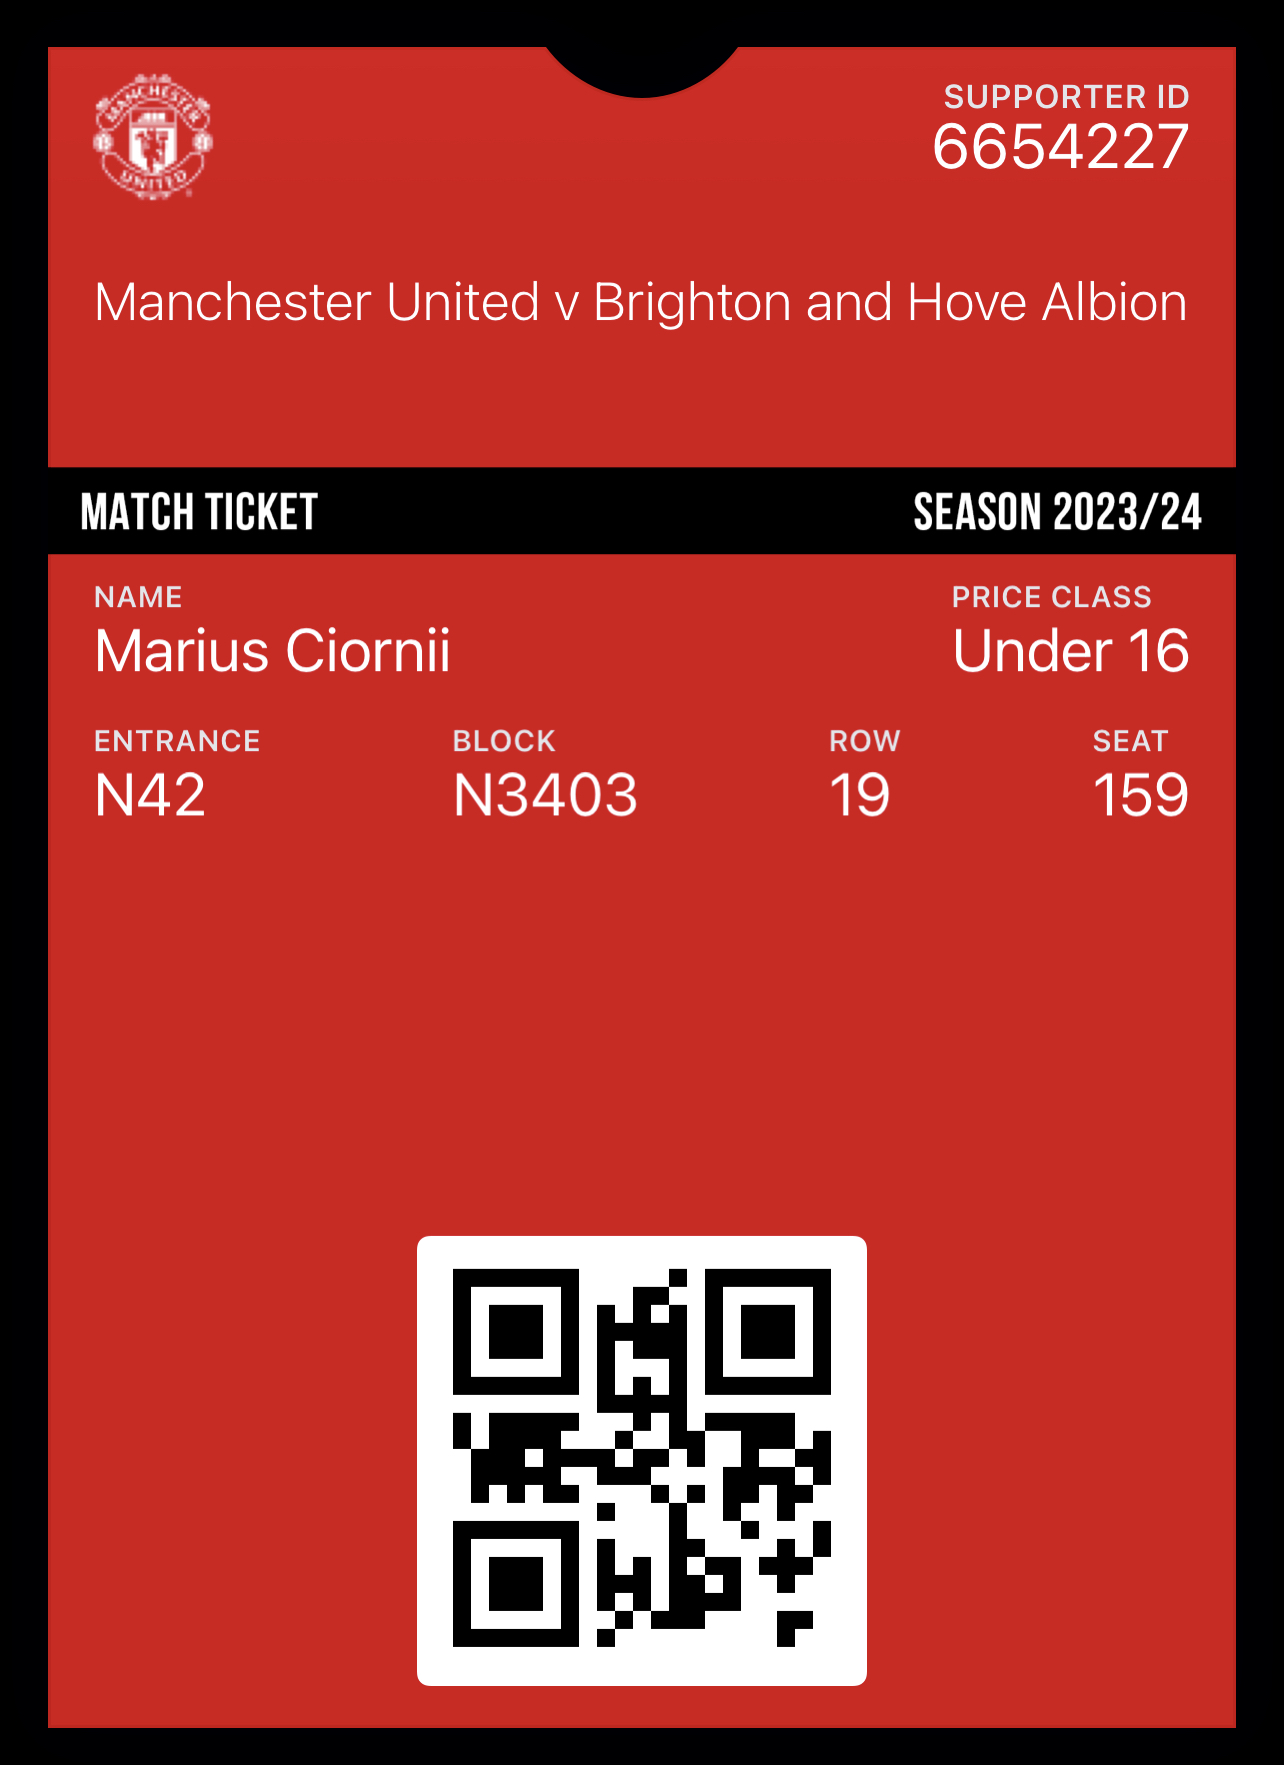 MANCHESTER
UNITED
SUPPORTER ID
6654227
Manchester United v Brighton and Hove Albion
MATCH TICKET
SEASON 2023/24
NAME
PRICE CLASS
Marius Ciornii
Under 16
ENTRANCE
BLOCK
ROW
SEAT
N42
N3403
19
159